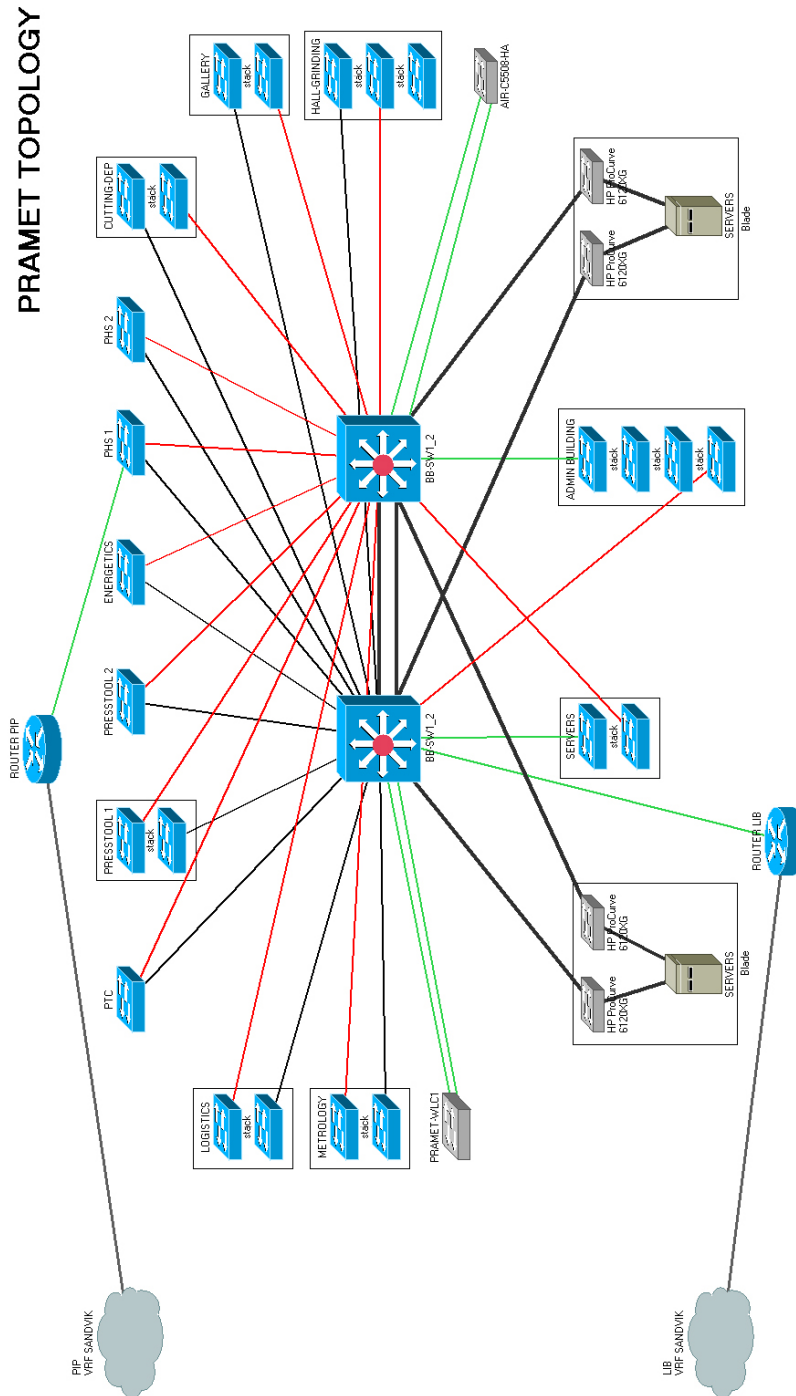 PRAMET TOPOLOGY
PIP
VRF SANDVIK
ROUTER PIP
PTC
PRESSTOOL 1
stack
PRESSTOOL 2
ENERGETICS
PHS 1
PHS 2
CUTTING-DEP
stack
LOGISTICS
stack
GALLERY
stack
METROLOGY
stack
HALL-GRINDING
stack
stack
PRAMET-WLC1
BB-SW1_2
BB-SW1_2
AIR-C5508-HA
HP ProCurve
6120XG
HP ProCurve
6120XG
SERVERS
Blade
SERVERS
stack
ADMIN BUILDING
stack
stack
stack
HP ProCurve
6120XG
HP ProCurve
6120XG
SERVERS
Blade
LIB
VRF SANDVIK
ROUTER LIB